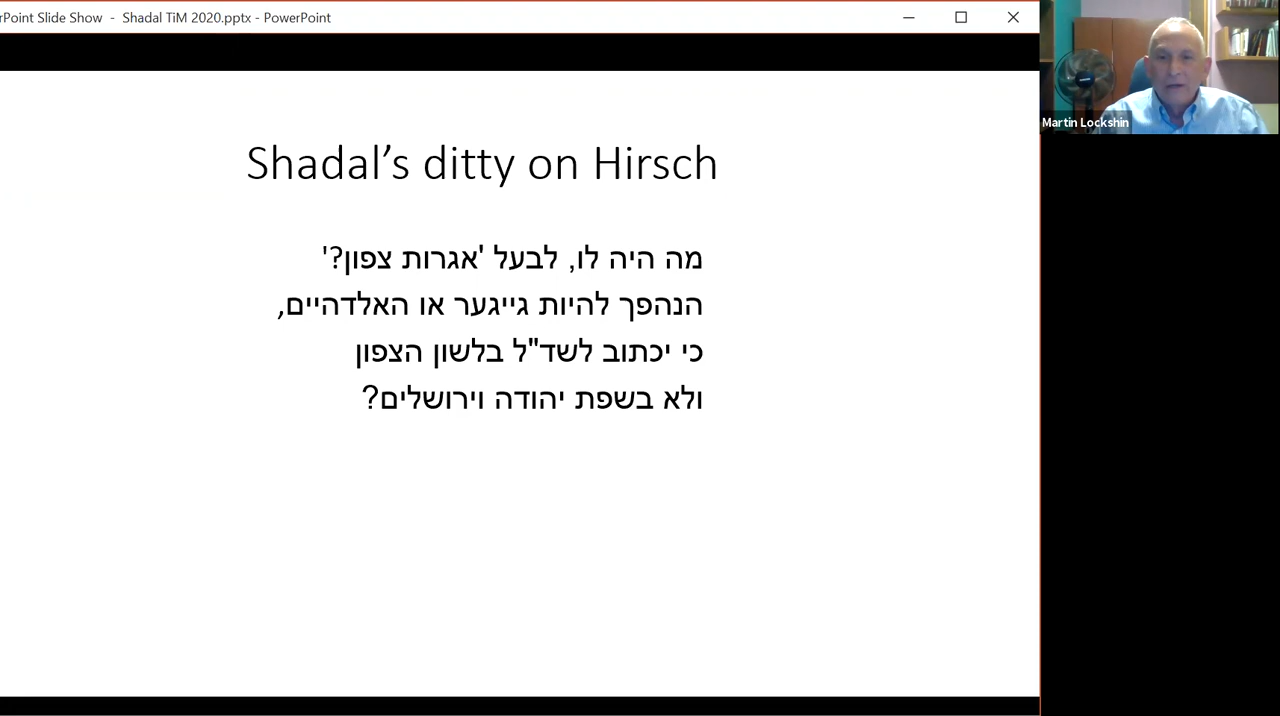 rPoint Slide Show - Shadal TiM 2020.pptx - PowerPoint
Martin Lockshin
Shadal’s ditty on Hirsch
מה היה לו, לבעל 'אגרות צפון?'
הנהפך להיות גייגער או האלדהיים,
כי יכתוב לשד"ל בלשון הצפון
ולא בשפת יהודה וירושלים?